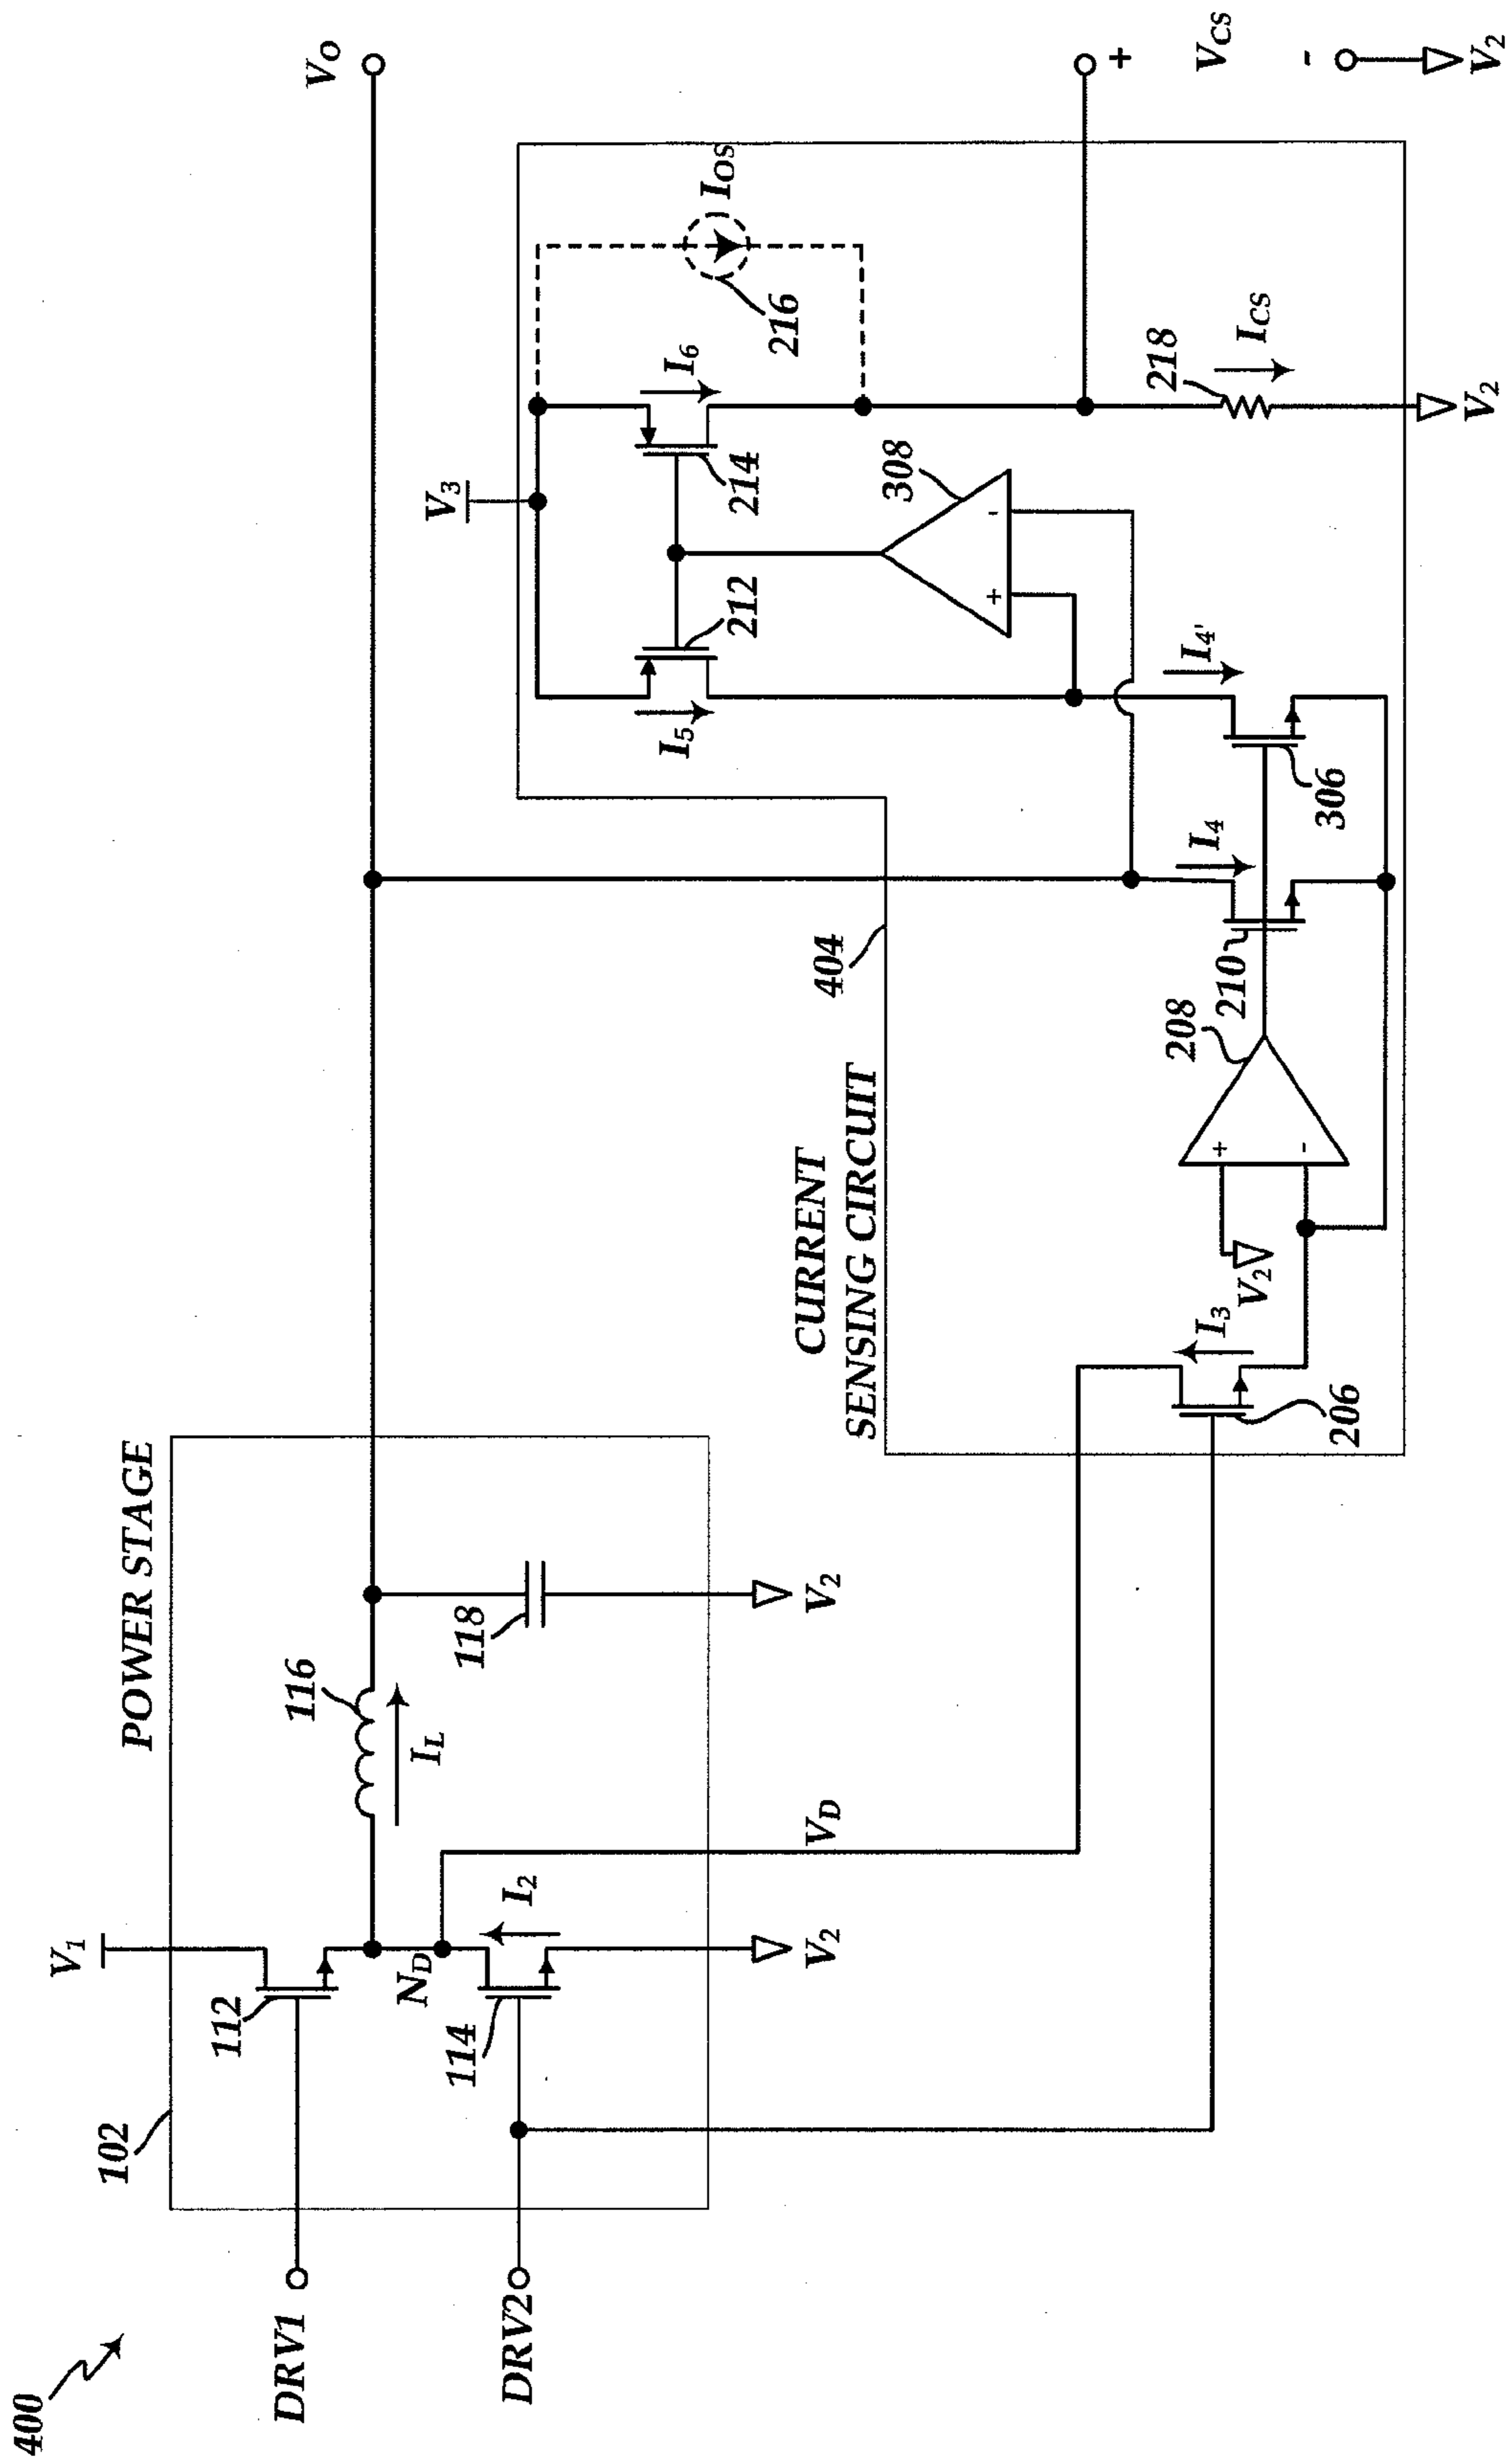 400
DRV1
DRV2
102
POWER STAGE
V1
112
ND
114
I2
V2
116
IL
118
V2
VD
VO
CURRENT
SENSING CIRCUIT
404
206
I3
V2
+
-
208
210
I4
306
I4'
I5
212
V3
214
I6
308
+
-
216
IOS
218
ICS
V2
+
VCS
-
V2